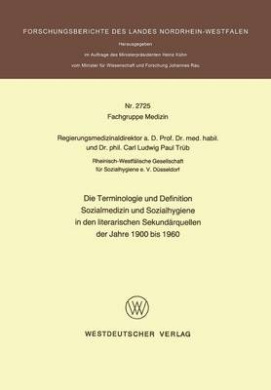 FORSCHUNGSBERICHTE DES LANDES NORDRHEIN-WESTFALEN
Herausgegeben
im Auftrage des Ministerpräsidenten Heinz Kühn
vom Minister für Wissenschaft und Forschung Johannes Rau
Nr. 2725
Fachgruppe Medizin
Regierungsmedizinaldirektor a. D. Prof. Dr. med. habil.
und Dr. phil. Carl Ludwig Paul Trüb
Rheinisch-Westfälische Gesellschaft
für Sozialhygiene e. V. Düsseldorf
Die Terminologie und Definition
Sozialmedizin und Sozialhygiene
in den literarischen Sekundärquellen
der Jahre 1900 bis 1960
WESTDEUTSCHER VERLAG